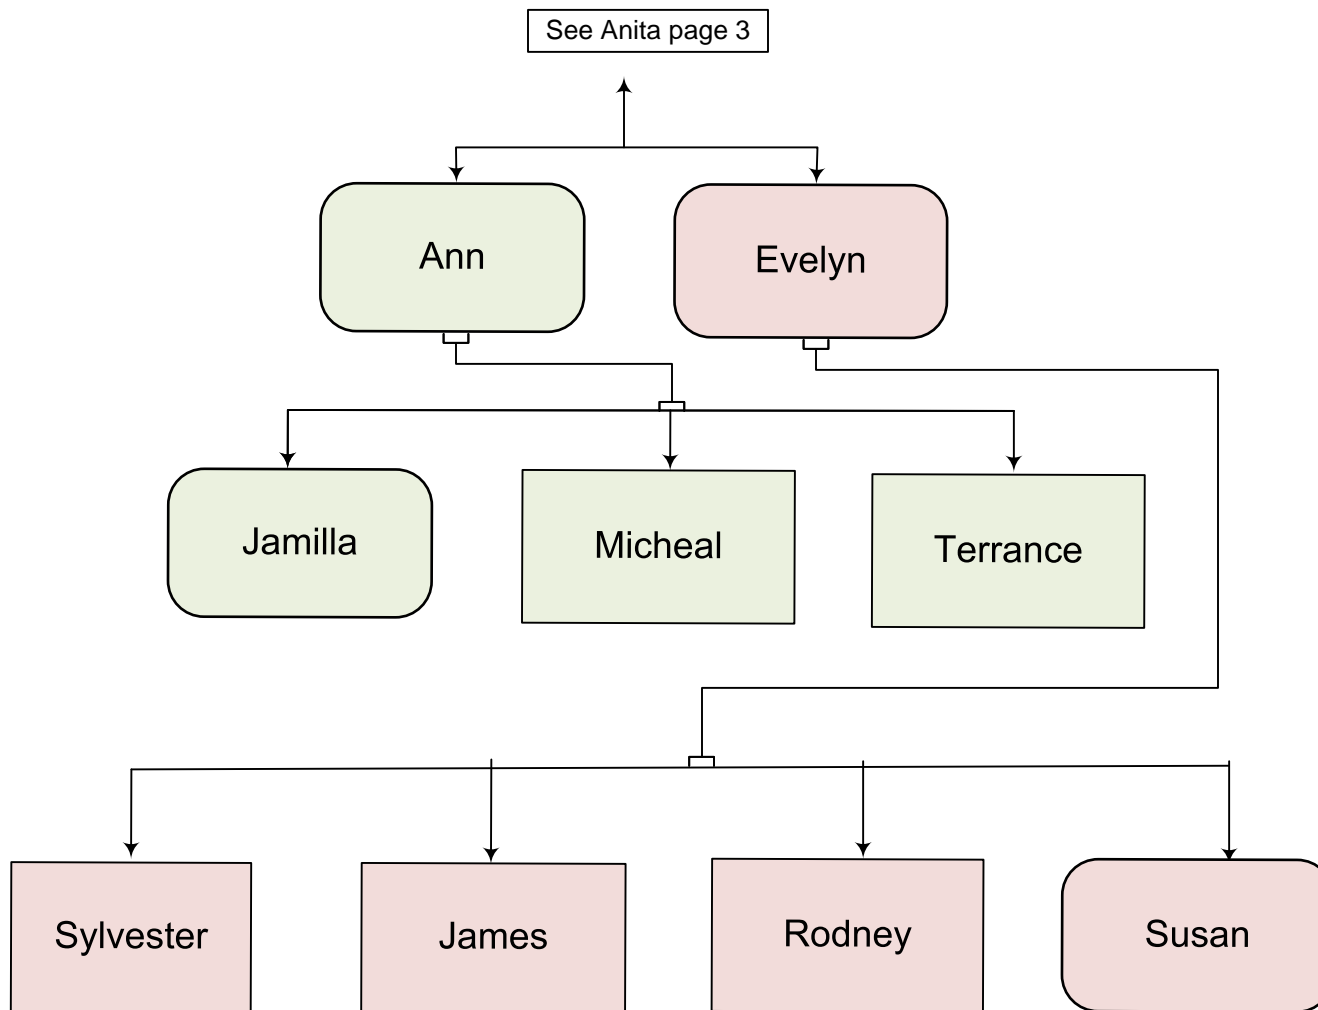 See Anita page 3
Ann
Evelyn
Jamilla
Micheal
Terrance
Sylvester
James
Rodney
Susan